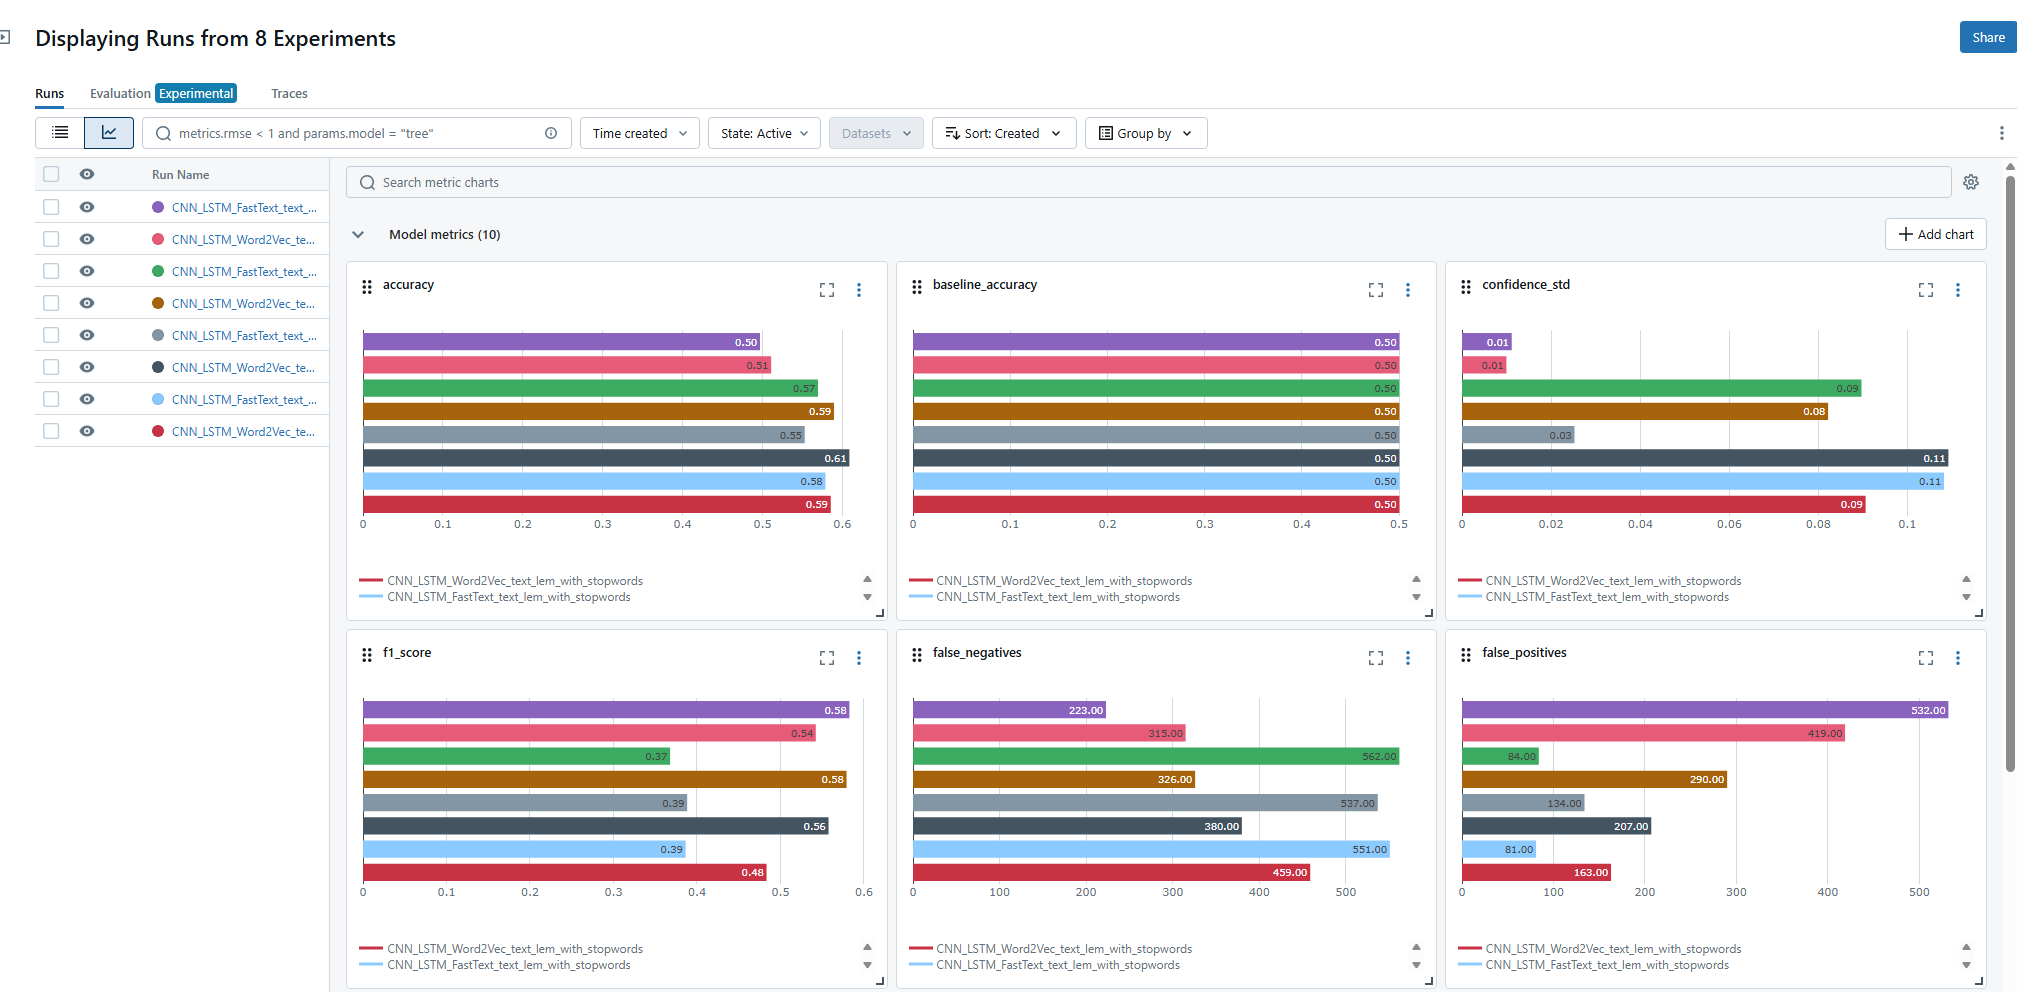 Displaying Runs from 8 Experiments
Share
Runs Evaluation Experimental Traces
metrics.rmse < 1 and params.model = "tree" Time created State: Active Datasets Sort: Created Group by
Run Name
CNN_LSTM_FastText_text_...
CNN_LSTM_Word2Vec_te...
CNN_LSTM_FastText_text_...
CNN_LSTM_Word2Vec_te...
CNN_LSTM_FastText_text_...
CNN_LSTM_Word2Vec_te...
CNN_LSTM_FastText_text_...
CNN_LSTM_Word2Vec_te...
Search metric charts
Model metrics (10)
Add chart
accuracy
0.50
0.51
0.57
0.59
0.55
0.61
0.58
0.59
0 0.1 0.2 0.3 0.4 0.5 0.6
CNN_LSTM_Word2Vec_text_lem_with_stopwords
CNN_LSTM_FastText_text_lem_with_stopwords
baseline_accuracy
0.50
0.50
0.50
0.50
0.50
0.50
0.50
0.50
0 0.1 0.2 0.3 0.4 0.5
CNN_LSTM_Word2Vec_text_lem_with_stopwords
CNN_LSTM_FastText_text_lem_with_stopwords
confidence_std
0.01
0.01
0.09
0.08
0.03
0.11
0.11
0.09
0 0.02 0.04 0.06 0.08 0.1
CNN_LSTM_Word2Vec_text_lem_with_stopwords
CNN_LSTM_FastText_text_lem_with_stopwords
f1_score
0.58
0.54
0.37
0.58
0.39
0.56
0.39
0.48
0 0.1 0.2 0.3 0.4 0.5 0.6
CNN_LSTM_Word2Vec_text_lem_with_stopwords
CNN_LSTM_FastText_text_lem_with_stopwords
false_negatives
223.00
315.00
562.00
326.00
537.00
380.00
551.00
459.00
0 100 200 300 400 500
CNN_LSTM_Word2Vec_text_lem_with_stopwords
CNN_LSTM_FastText_text_lem_with_stopwords
false_positives
532.00
419.00
84.00
290.00
134.00
207.00
81.00
163.00
0 100 200 300 400 500
CNN_LSTM_Word2Vec_text_lem_with_stopwords
CNN_LSTM_FastText_text_lem_with_stopwords